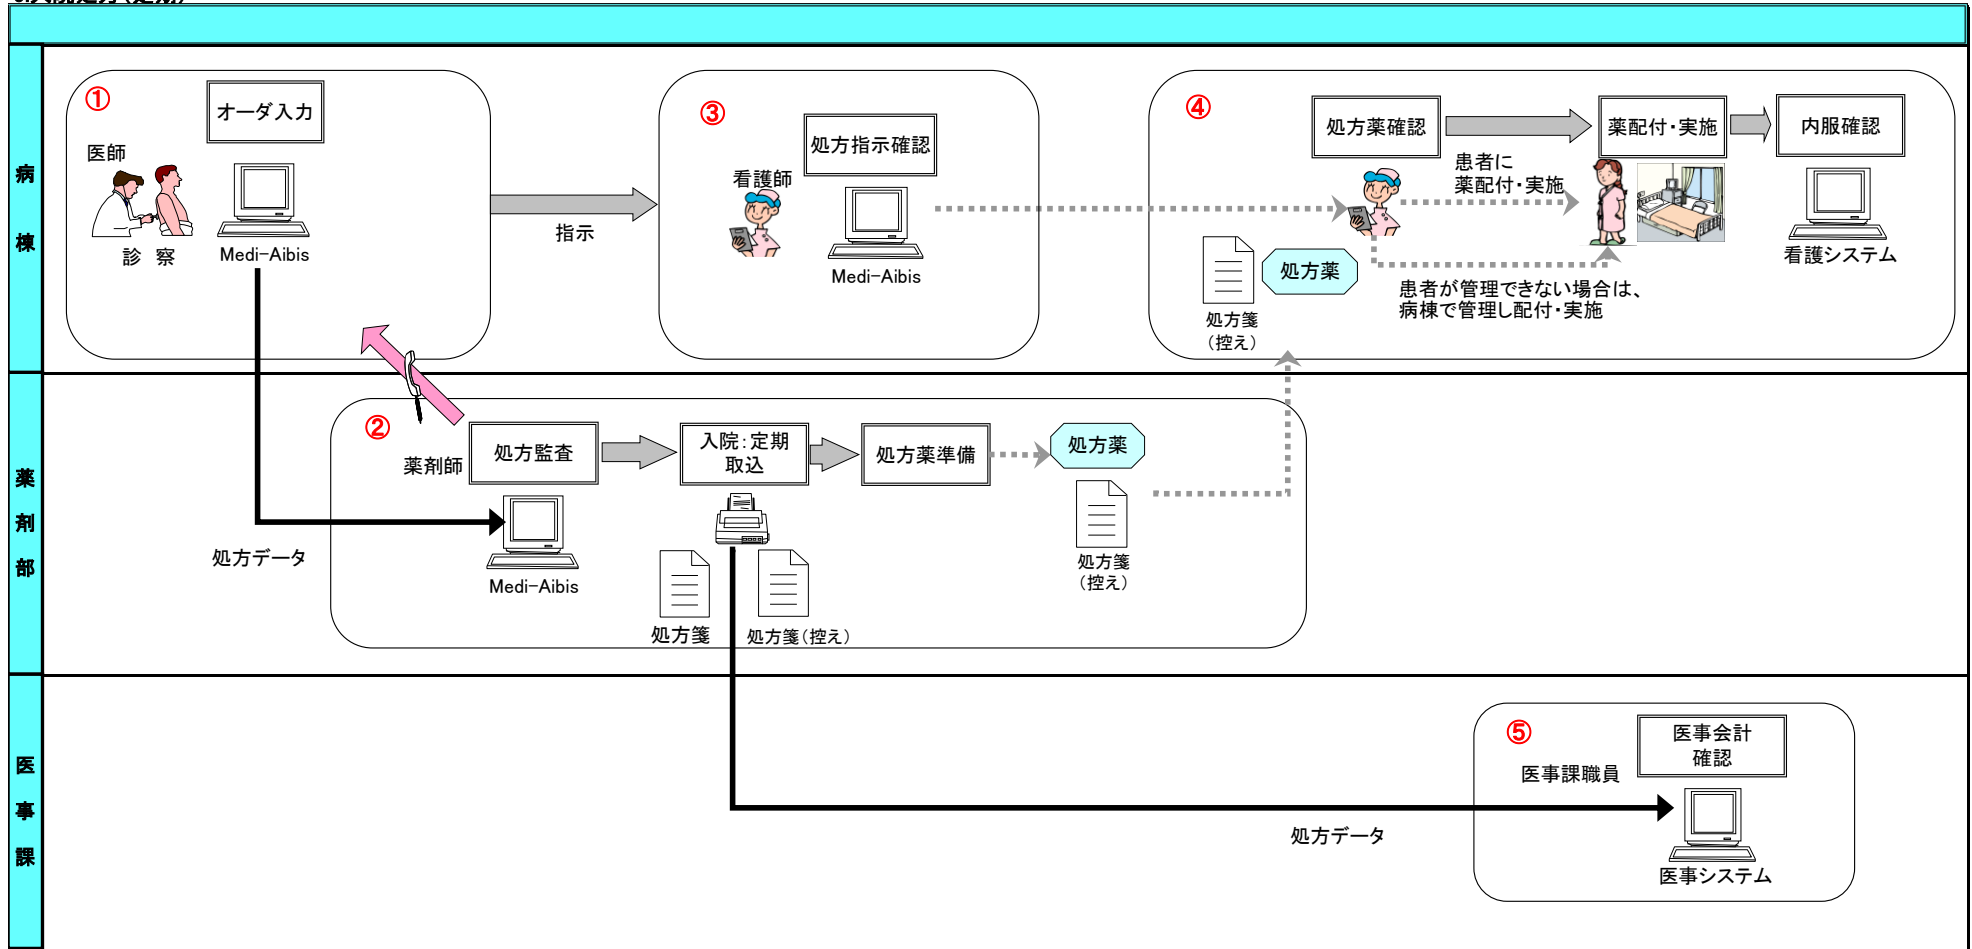 病
棟
①
オーダ入力
医師
診 察
Medi-Aibis
指示
③
処方指示確認
看護師
Medi-Aibis
④
処方薬確認
薬配付・実施
内服確認
患者に
薬配付・実施
看護システム
処方薬
処方箋
（控え）
患者が管理できない場合は、
病棟で管理し配付・実施
薬
剤
部
②
薬剤師
処方監査
入院：定期
取込
処方薬準備
処方薬
処方データ
Medi-Aibis
処方箋
処方箋（控え）
処方箋
（控え）
医
事
課
⑤
医事会計
確認
医事課職員
処方データ
医事システム